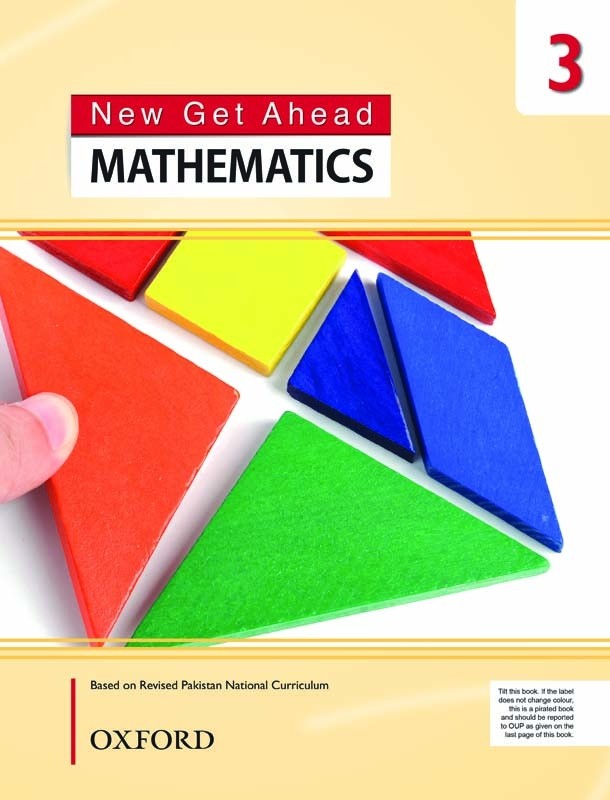 3
New Get Ahead
MATHEMATICS
Based on Revised Pakistan National Curriculum
OXFORD
Tilt this book. If the label
does not change colour,
this is a pirated book
and should be reported
to OUP as given on the
last page of this book.